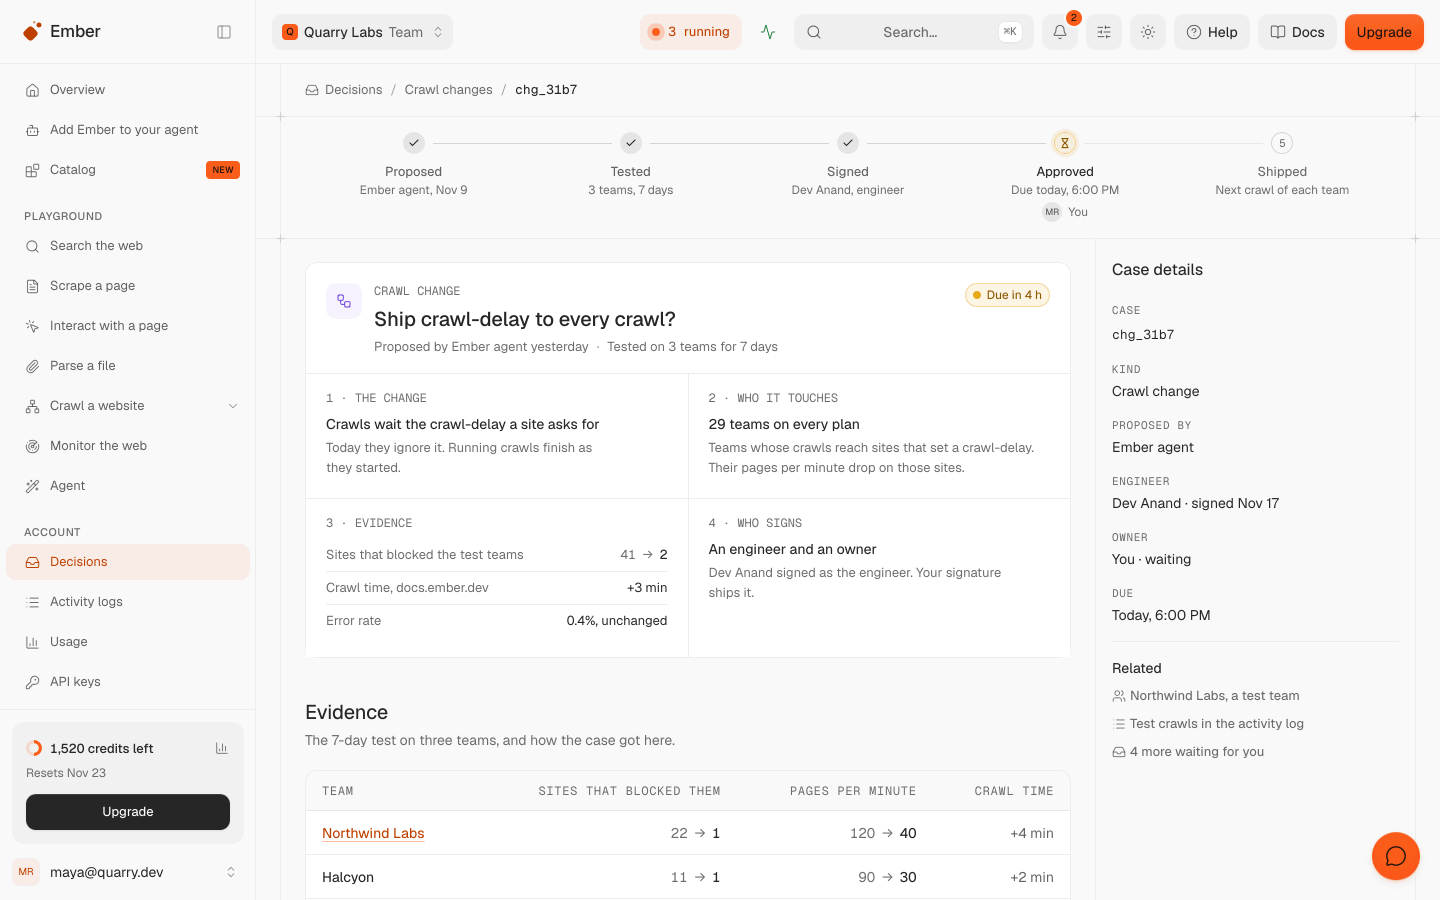 Ember
Quarry Labs Team
3 running
Search...
⌘K
2
Help
Docs
Upgrade
Overview
Add Ember to your agent
Catalog
NEW
PLAYGROUND
Search the web
Scrape a page
Interact with a page
Parse a file
Crawl a website
Monitor the web
Agent
ACCOUNT
Decisions
Activity logs
Usage
API keys
1,520 credits left
Resets Nov 23
Upgrade
MR maya@quarry.dev
Decisions / Crawl changes / chg_31b7
Proposed
Ember agent, Nov 9
Tested
3 teams, 7 days
Signed
Dev Anand, engineer
Approved
Due today, 6:00 PM
MR You
5
Shipped
Next crawl of each team
CRAWL CHANGE
Ship crawl-delay to every crawl?
Proposed by Ember agent yesterday · Tested on 3 teams for 7 days
Due in 4 h
1 · THE CHANGE
Crawls wait the crawl-delay a site asks for
Today they ignore it. Running crawls finish as
they started.
2 · WHO IT TOUCHES
29 teams on every plan
Teams whose crawls reach sites that set a crawl-delay.
Their pages per minute drop on those sites.
3 · EVIDENCE
Sites that blocked the test teams 41 → 2
Crawl time, docs.ember.dev +3 min
Error rate 0.4%, unchanged
4 · WHO SIGNS
An engineer and an owner
Dev Anand signed as the engineer. Your signature
ships it.
Evidence
The 7-day test on three teams, and how the case got here.
TEAM SITES THAT BLOCKED THEM PAGES PER MINUTE CRAWL TIME
Northwind Labs 22 → 1 120 → 40 +4 min
Halcyon 11 → 1 90 → 30 +2 min
Case details
CASE
chg_31b7
KIND
Crawl change
PROPOSED BY
Ember agent
ENGINEER
Dev Anand · signed Nov 17
OWNER
You · waiting
DUE
Today, 6:00 PM
Related
Northwind Labs, a test team
Test crawls in the activity log
4 more waiting for you